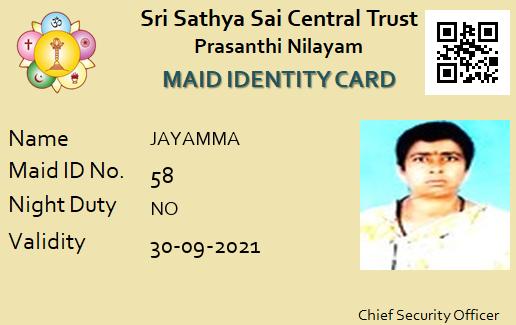 Sri Sathya Sai Central Trust
Prasanthi Nilayam
MAID IDENTITY CARD
Name JAYAMMA
Maid ID No. 58
Night Duty NO
Validity 30-09-2021
Chief Security Officer